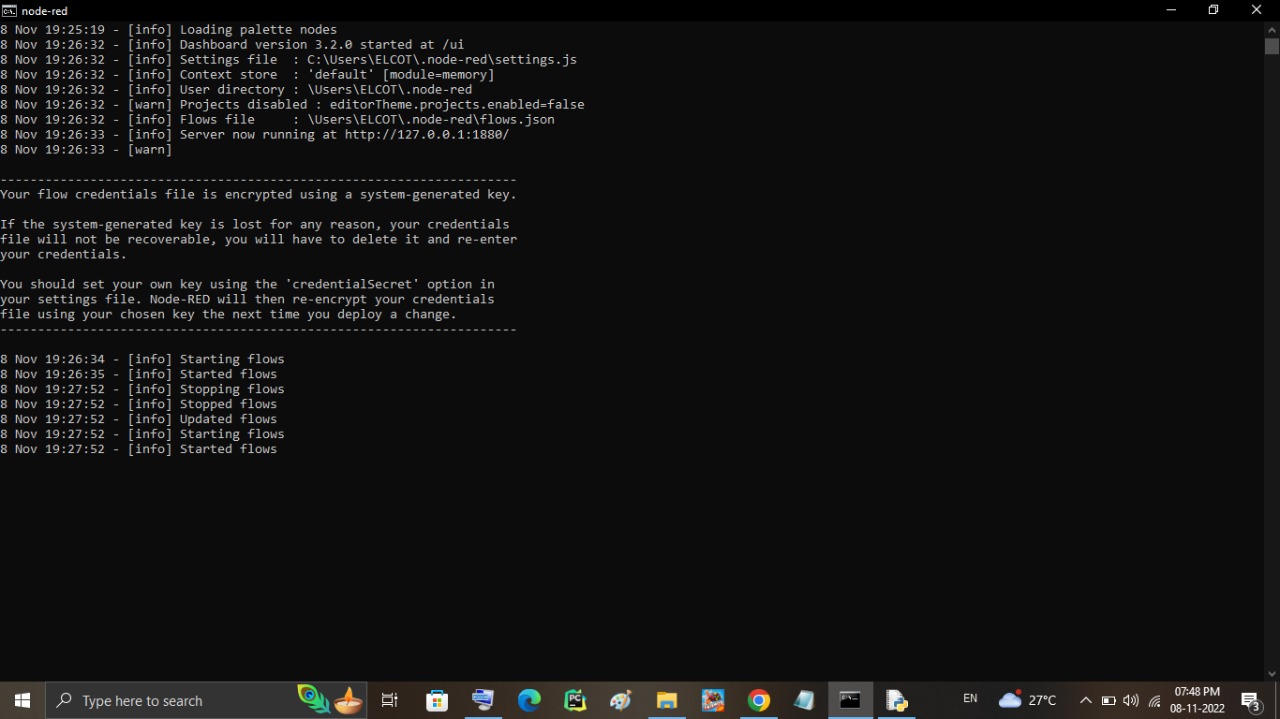 node-red
8 Nov 19:25:19 - [info] Loading palette nodes
8 Nov 19:26:32 - [info] Dashboard version 3.2.0 started at /ui
8 Nov 19:26:32 - [info] Settings file  : C:\Users\ELCOT\.node-red\settings.js
8 Nov 19:26:32 - [info] Context store  : 'default' [module=memory]
8 Nov 19:26:32 - [info] User directory : \Users\ELCOT\.node-red
8 Nov 19:26:32 - [warn] Projects disabled : editorTheme.projects.enabled=false
8 Nov 19:26:32 - [info] Flows file     : \Users\ELCOT\.node-red\flows.json
8 Nov 19:26:33 - [info] Server now running at http://127.0.0.1:1880/
8 Nov 19:26:33 - [warn]
---------------------------------------------------------------------
Your flow credentials file is encrypted using a system-generated key.
If the system-generated key is lost for any reason, your credentials
file will not be recoverable, you will have to delete it and re-enter
your credentials.
You should set your own key using the 'credentialSecret' option in
your settings file. Node-RED will then re-encrypt your credentials
file using your chosen key the next time you deploy a change.
---------------------------------------------------------------------
8 Nov 19:26:34 - [info] Starting flows
8 Nov 19:26:35 - [info] Started flows
8 Nov 19:27:52 - [info] Stopping flows
8 Nov 19:27:52 - [info] Stopped flows
8 Nov 19:27:52 - [info] Updated flows
8 Nov 19:27:52 - [info] Starting flows
8 Nov 19:27:52 - [info] Started flows
Type here to search
PC
EN
27°C
07:48 PM
08-11-2022
3